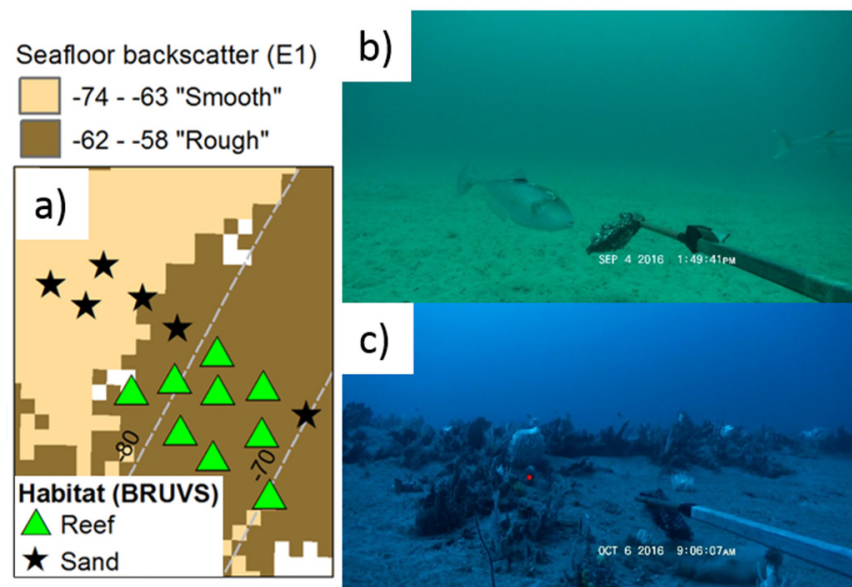 Seafloor backscatter (E1)
-74 - -63 "Smooth"
-62 - -58 "Rough"
a)
-80
-70
Habitat (BRUVS)
Reef
Sand
b)
SEP 4 2016 1:49:41PM
c)
OCT 6 2016 9:06:07AM